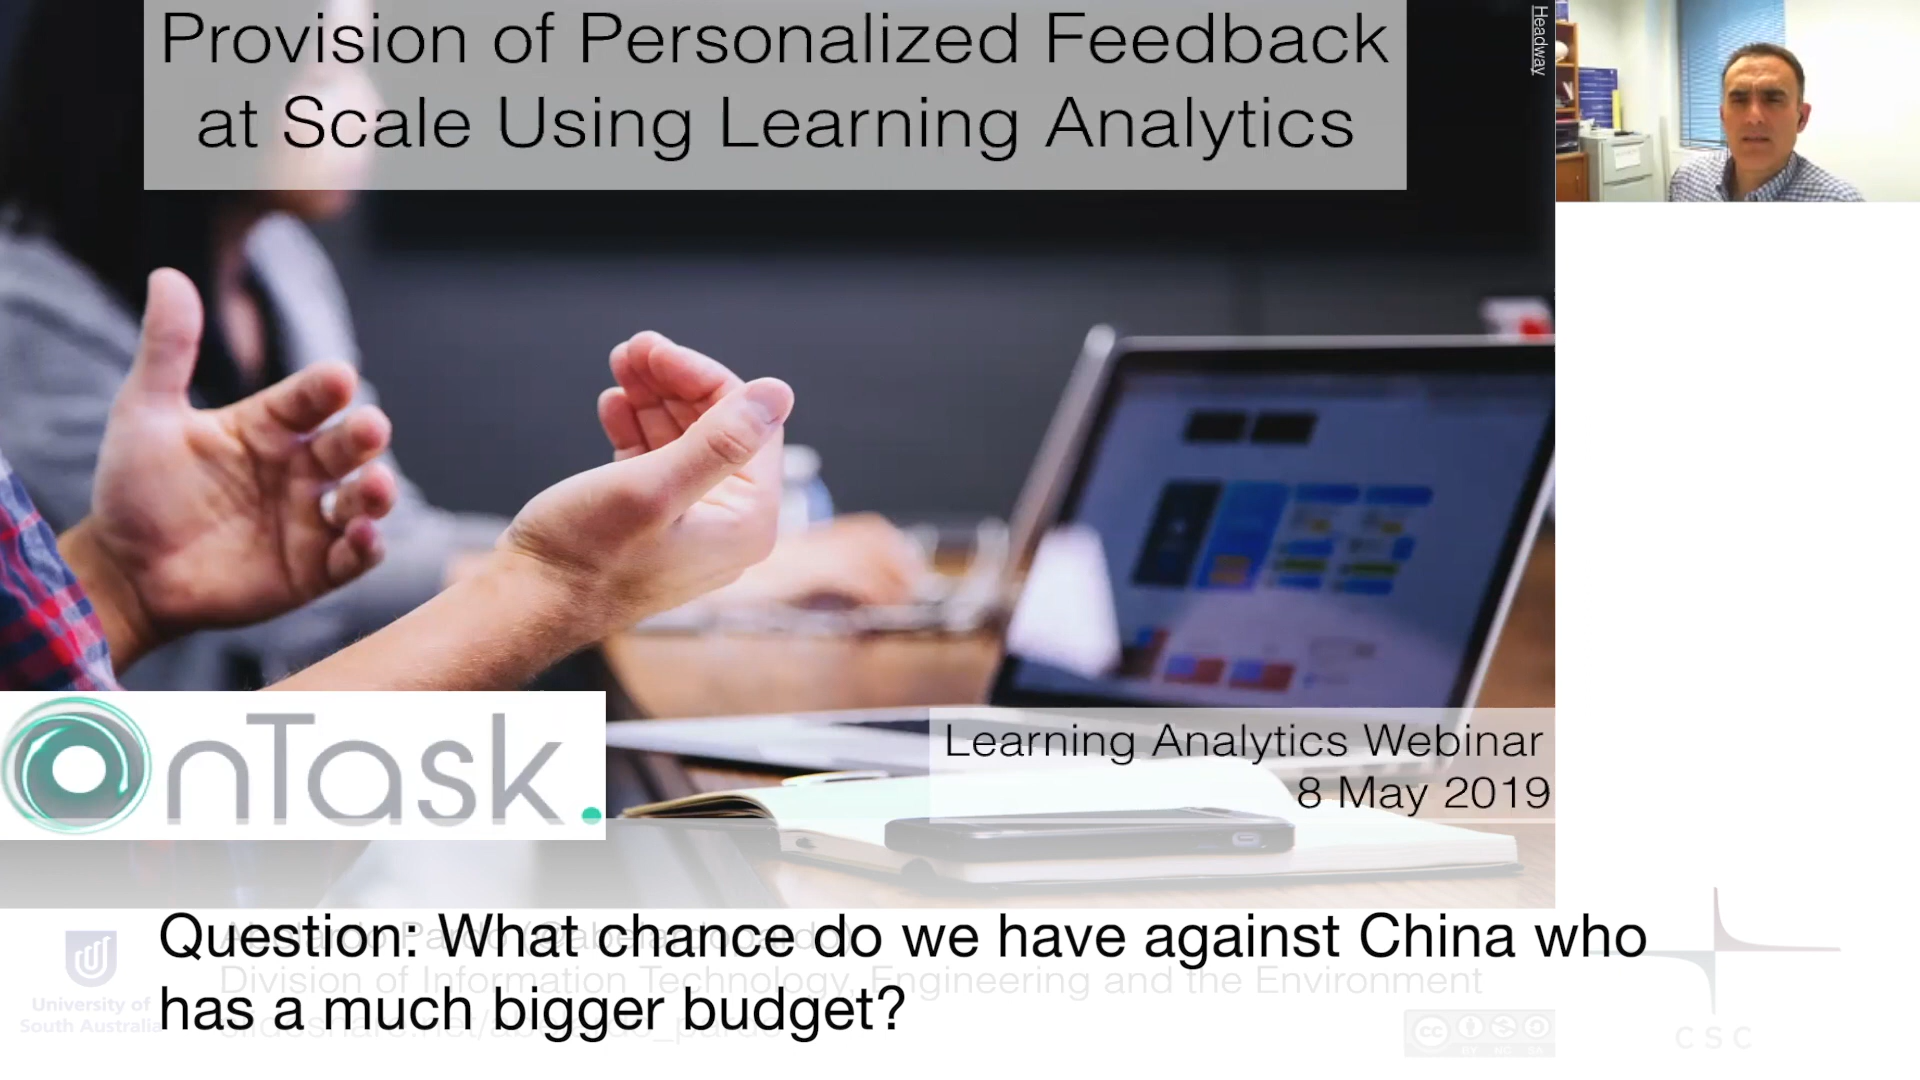 Provision of Personalized Feedback
at Scale Using Learning Analytics
Headway
OnTask.
Learning Analytics Webinar
8 May 2019
Question: What chance do we have against China who
has a much bigger budget?
Division of Information Technology, Engineering and the Environment
University of
South Australia
CSC